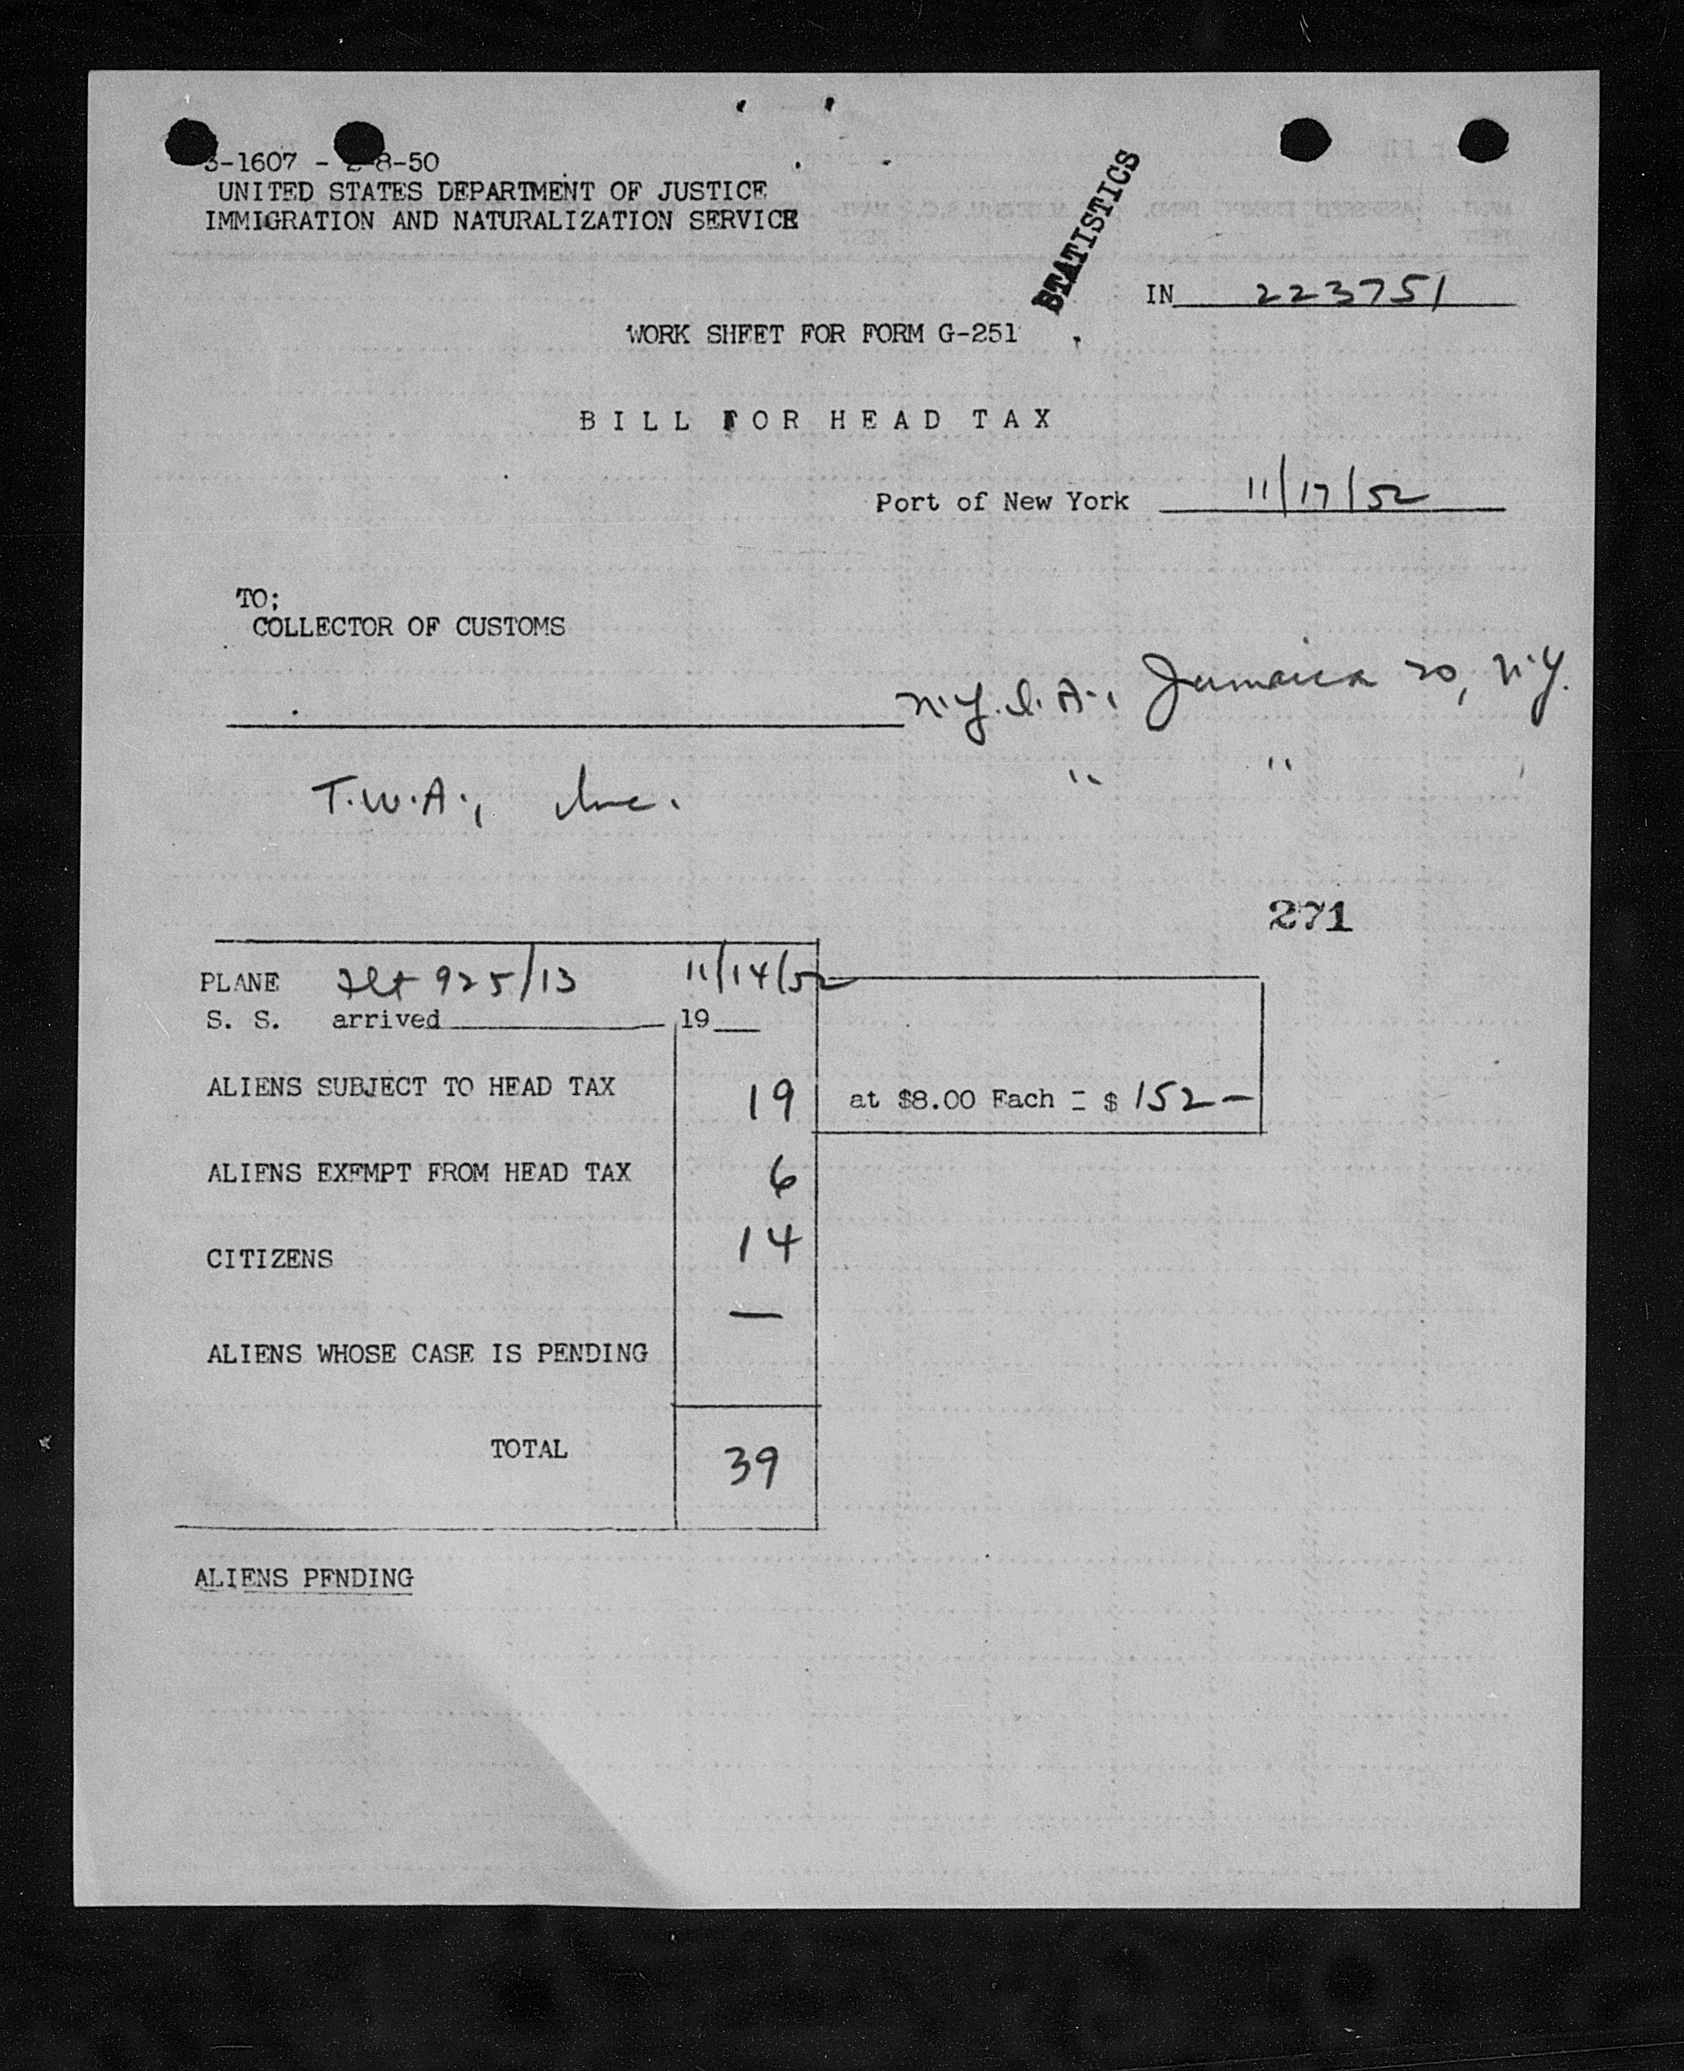 3-1607 - 2-8-50
UNITED STATES DEPARTMENT OF JUSTICE
IMMIGRATION AND NATURALIZATION SERVICE
STATISTICS
IN 223751
WORK SHEET FOR FORM G-251
BILL FOR HEAD TAX
Port of New York 11/17/52
TO;
COLLECTOR OF CUSTOMS
N.Y.I.A., Jamaica 20, N.Y.
T.W.A., Inc. " "
271
PLANE Flt 925/13 11/14/52
S. S. arrived 19
ALIENS SUBJECT TO HEAD TAX 19 at $8.00 Each = $ 152 —
ALIENS EXEMPT FROM HEAD TAX 6
CITIZENS 14
ALIENS WHOSE CASE IS PENDING —
TOTAL 39
ALIENS PENDING